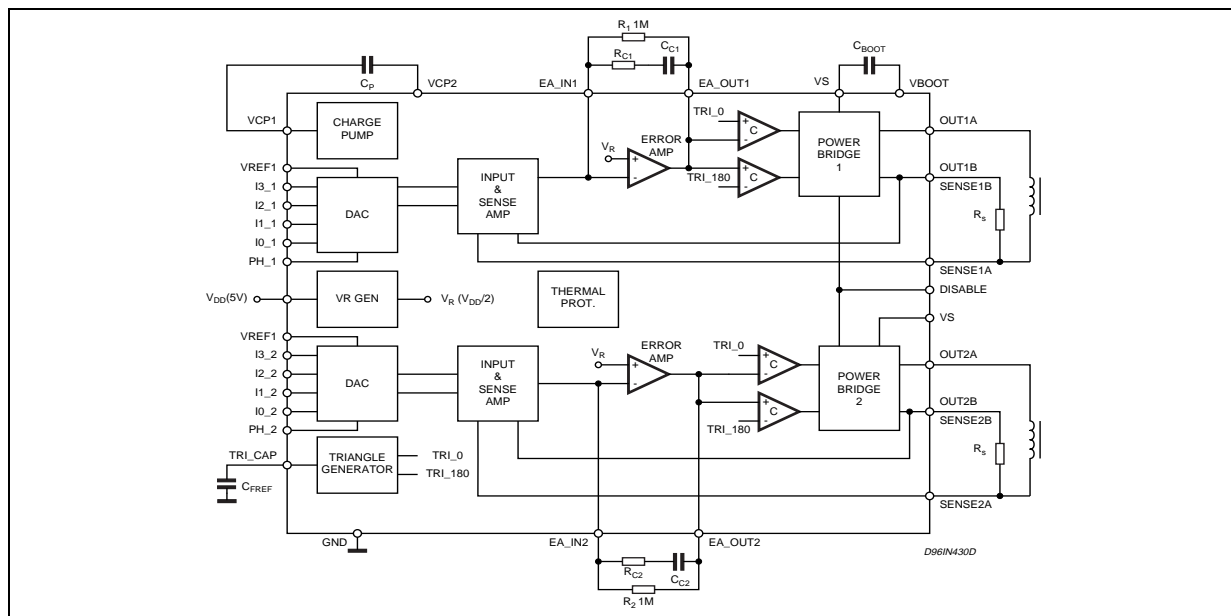 R1 1M
RC1
CC1
CBOOT
CP
VCP2
EA_IN1
EA_OUT1
VS
VBOOT
VCP1
CHARGE
PUMP
TRI_0
OUT1A
VREF1
I3_1
I2_1
I1_1
I0_1
PH_1
DAC
INPUT
&
SENSE
AMP
VR
+
-
ERROR
AMP
+
-
C
+
-
C
TRI_180
POWER
BRIDGE
1
OUT1B
SENSE1B
Rs
SENSE1A
DISABLE
VS
VDD(5V)
VR GEN
VR (VDD/2)
THERMAL
PROT.
VREF1
I3_2
I2_2
I1_2
I0_2
PH_2
DAC
INPUT
&
SENSE
AMP
VR
+
-
ERROR
AMP
TRI_0
+
-
C
+
-
C
TRI_180
POWER
BRIDGE
2
OUT2A
OUT2B
SENSE2B
Rs
SENSE2A
TRI_CAP
TRIANGLE
GENERATOR
TRI_0
TRI_180
CFREF
GND
EA_IN2
EA_OUT2
RC2
CC2
R2 1M
D96IN430D